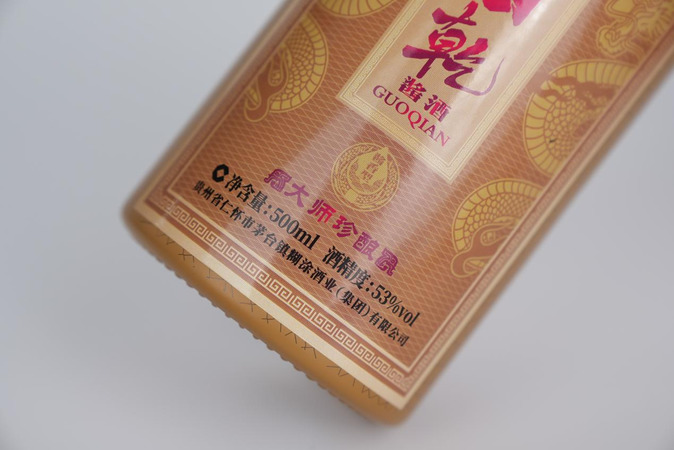 乾
酱酒
GUOQIAN
大师珍酿
净含量:500ml 酒精度:53%vol
贵州省仁怀市茅台镇糊涂酒业(集团)有限公司